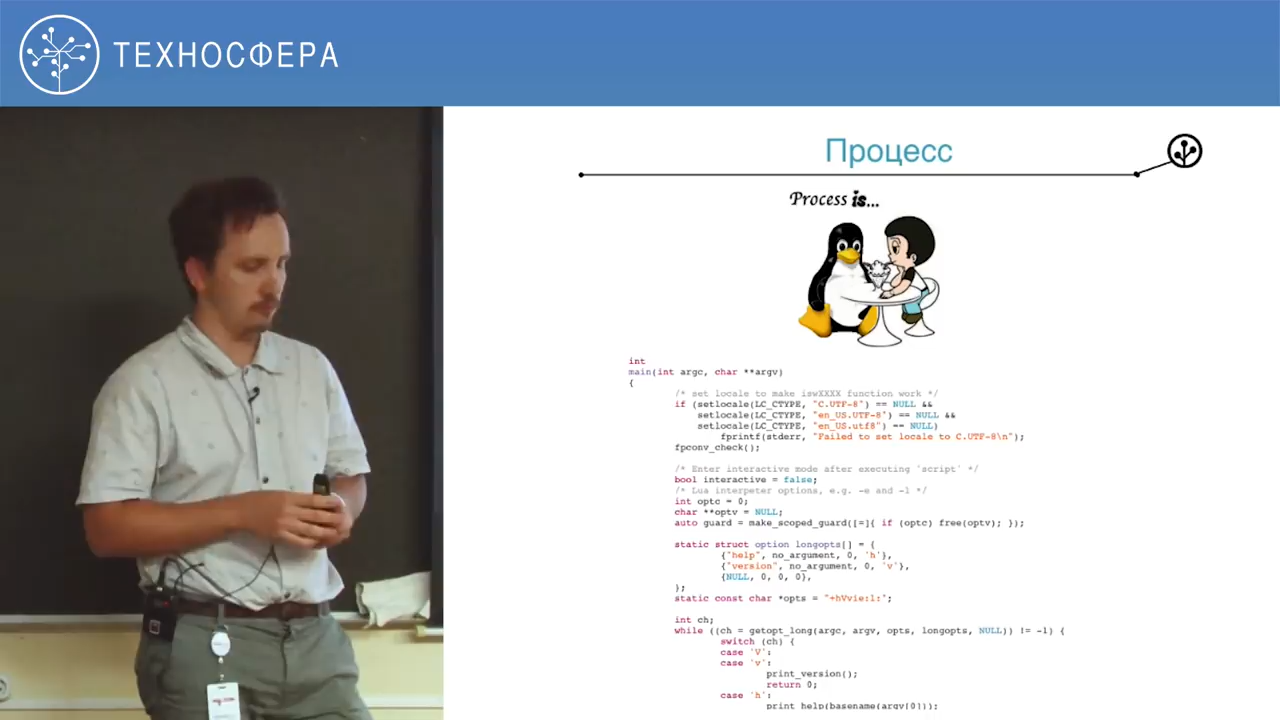 ТЕХНОСФЕРА
Процесс
Process is...
int
main(int argc, char **argv)
{
/* set locale to make iswXXXX function work */
if (setlocale(LC_CTYPE, "C.UTF-8") == NULL &&
setlocale(LC_CTYPE, "en_US.UTF-8") == NULL &&
setlocale(LC_CTYPE, "en_US.utf8") == NULL)
fprintf(stderr, "Failed to set locale to C.UTF-8\n");
fpconv_check();
/* Enter interactive mode after executing 'script' */
bool interactive = false;
/* Lua interpeter options, e.g. -e and -l */
int optc = 0;
char **optv = NULL;
auto guard = make_scoped_guard([=]{ if (optc) free(optv); });
static struct option longopts[] = {
{"help", no_argument, 0, 'h'},
{"version", no_argument, 0, 'v'},
{NULL, 0, 0, 0},
};
static const char *opts = "+hVvie:l:";
int ch;
while ((ch = getopt_long(argc, argv, opts, longopts, NULL)) != -1) {
switch (ch) {
case 'V':
case 'v':
print_version();
return 0;
case 'h':
print_help(basename(argv[0]));